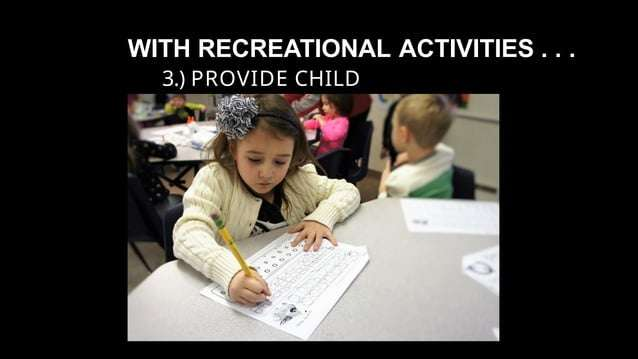 WITH RECREATIONAL ACTIVITIES . . .
3.) PROVIDE CHILD